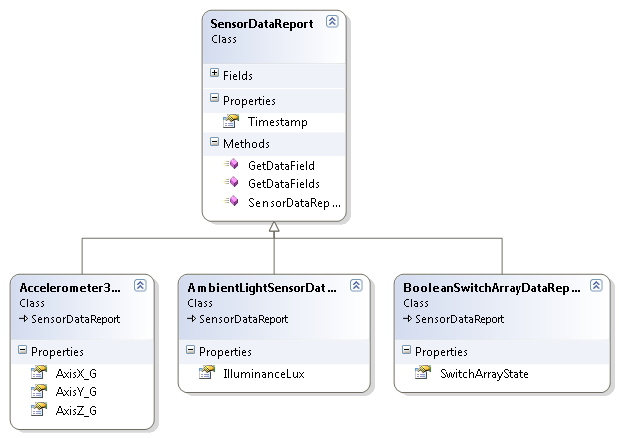 SensorDataReport
Class
Fields
Properties
Timestamp
Methods
GetDataField
GetDataFields
SensorDataRep...
Accelerometer3...
Class
SensorDataReport
Properties
AxisX_G
AxisY_G
AxisZ_G
AmbientLightSensorDat...
Class
SensorDataReport
Properties
IlluminanceLux
BooleanSwitchArrayDataRep...
Class
SensorDataReport
Properties
SwitchArrayState